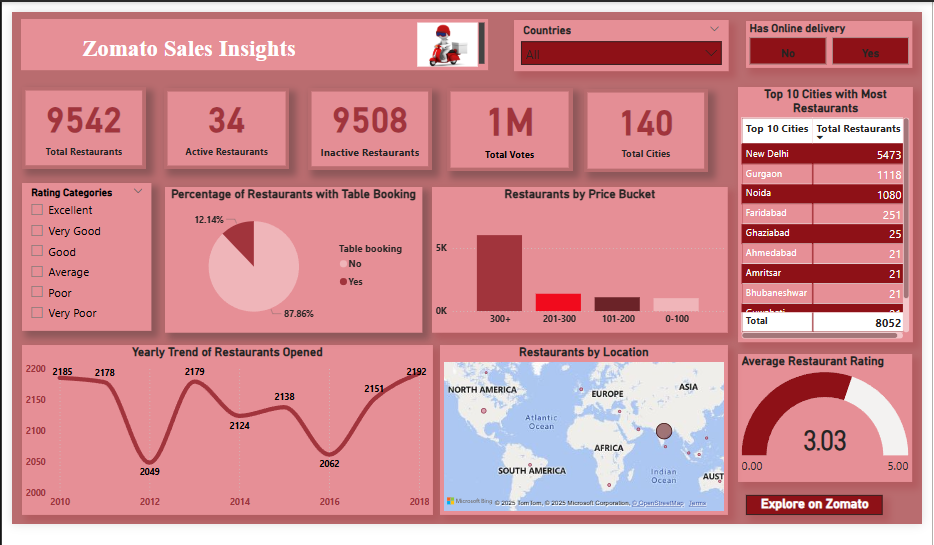 Zomato Sales Insights
Countries
All
Has Online delivery
No Yes
9542
Total Restaurants
34
Active Restaurants
9508
Inactive Restaurants
1M
Total Votes
140
Total Cities
Top 10 Cities with Most
Restaurants
Top 10 Cities Total Restaurants
New Delhi 5473
Gurgaon 1118
Noida 1080
Faridabad 251
Ghaziabad 25
Ahmedabad 21
Amritsar 21
Bhubaneshwar 21
Total 8052
Rating Categories
Excellent
Very Good
Good
Average
Poor
Very Poor
Percentage of Restaurants with Table Booking
12.14%
87.86%
Table booking
No
Yes
Restaurants by Price Bucket
5K
0K
300+ 201-300 101-200 0-100
Yearly Trend of Restaurants Opened
2200
2150
2100
2050
2000
2185 2178 2049 2179 2124 2138 2062 2151 2192
2010 2012 2014 2016 2018
Restaurants by Location
NORTH AMERICA
EUROPE
ASIA
Atlantic
Ocean
AFRICA
SOUTH AMERICA
Indian
Ocean
AUST
Microsoft Bing
© 2025 TomTom, © 2025 Microsoft Corporation, © OpenStreetMap Terms
Average Restaurant Rating
3.03
0.00 5.00
Explore on Zomato